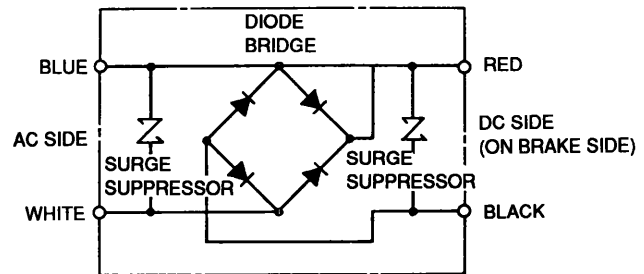 DIODE
BRIDGE
BLUE
RED
AC SIDE
DC SIDE
(ON BRAKE SIDE)
SURGE
SUPPRESSOR
SURGE
SUPPRESSOR
WHITE
BLACK